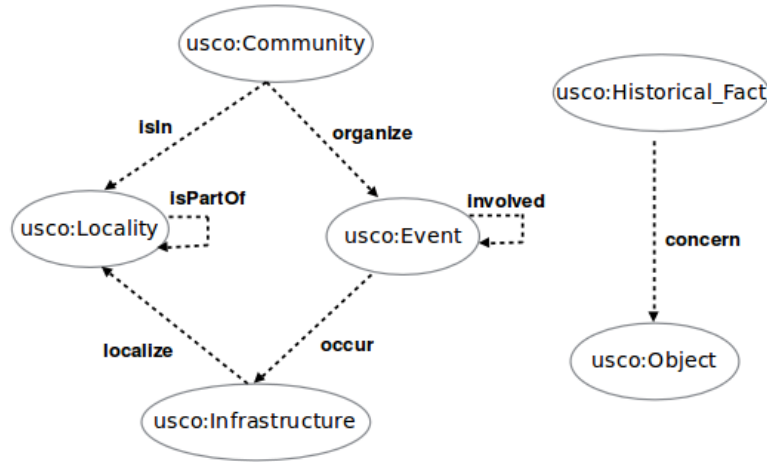 usco:Community
usco:Historical_Fact
isIn
organize
isPartOf
involved
usco:Locality
usco:Event
concern
localize
occur
usco:Object
usco:Infrastructure